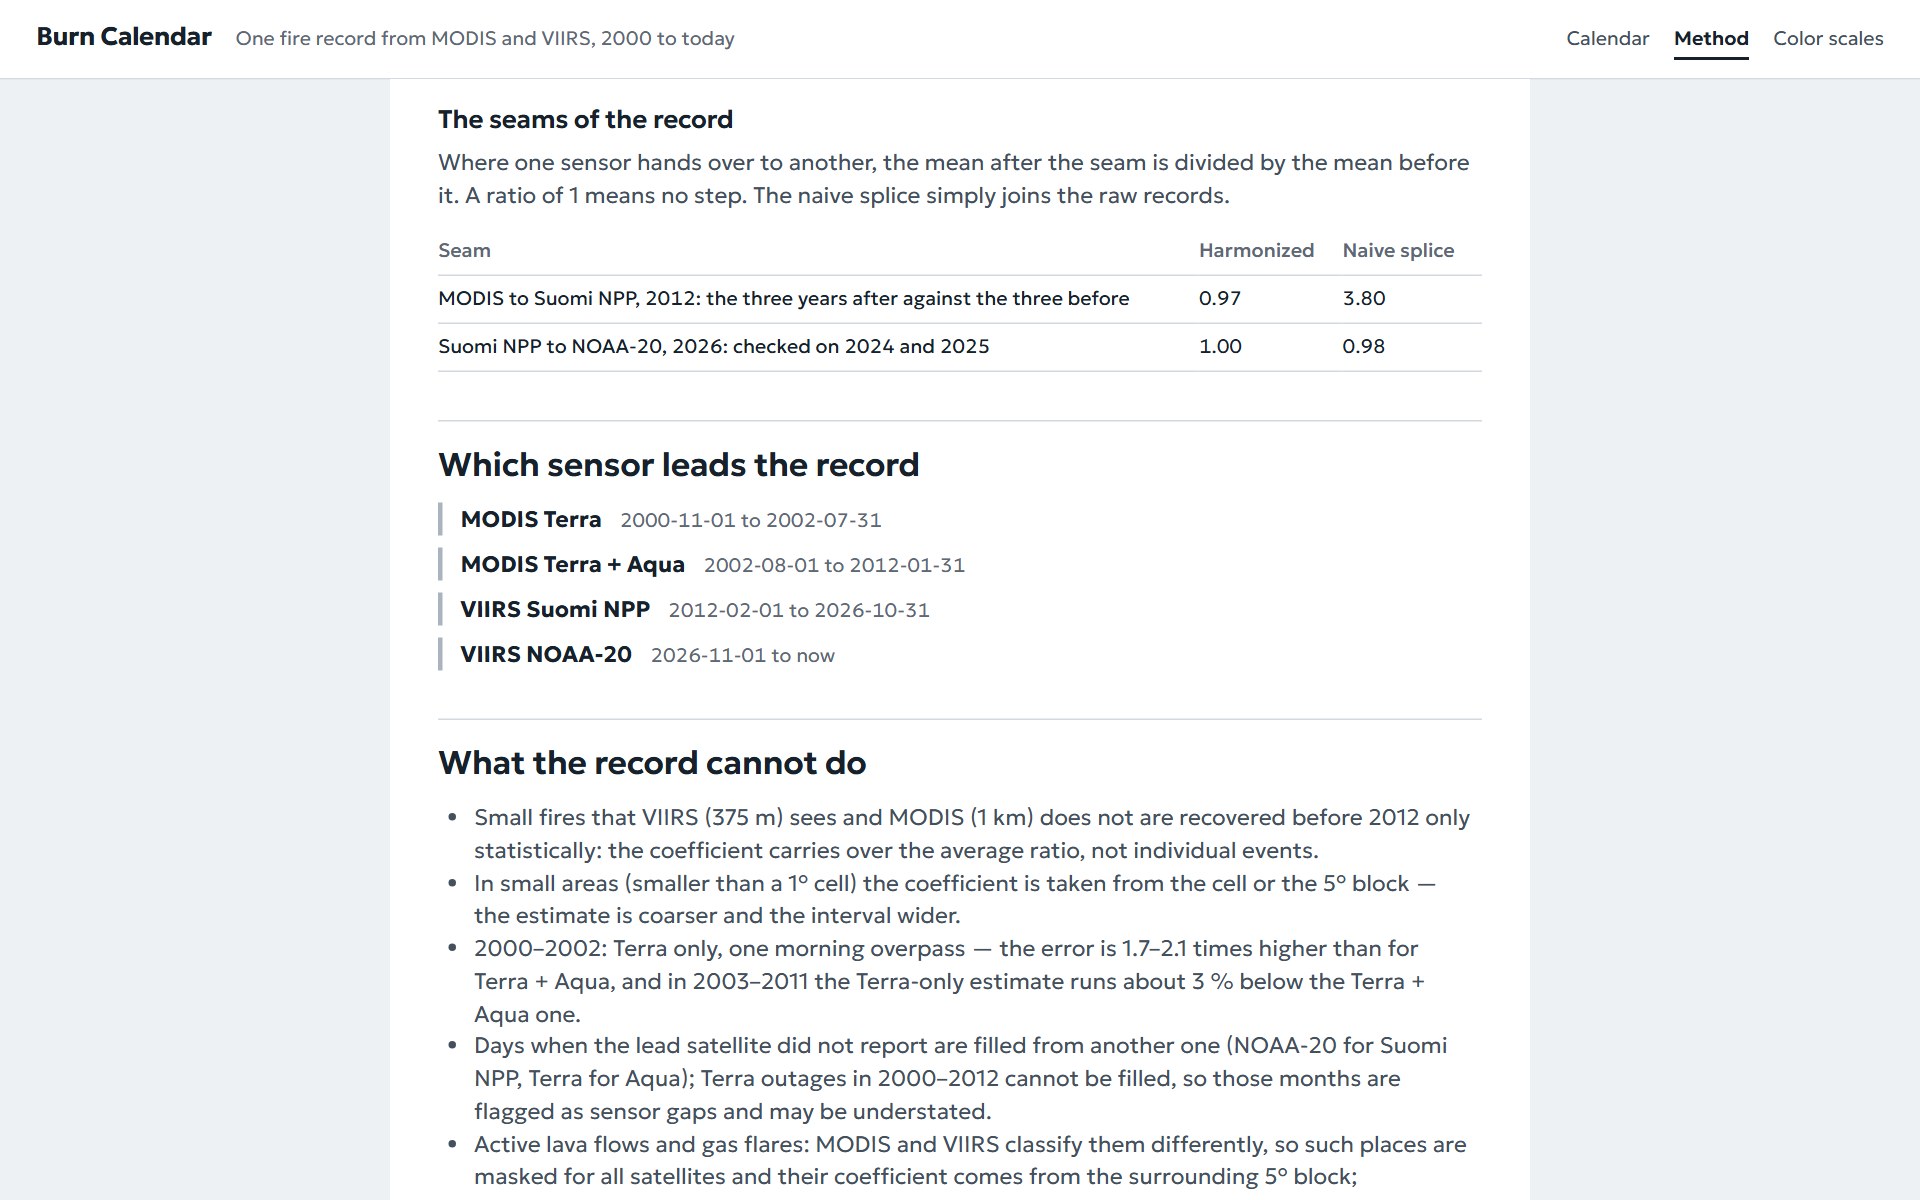 Burn Calendar One fire record from MODIS and VIIRS, 2000 to today Calendar Method Color scales
The seams of the record
Where one sensor hands over to another, the mean after the seam is divided by the mean before
it. A ratio of 1 means no step. The naive splice simply joins the raw records.
Seam Harmonized Naive splice
MODIS to Suomi NPP, 2012: the three years after against the three before 0.97 3.80
Suomi NPP to NOAA-20, 2026: checked on 2024 and 2025 1.00 0.98
Which sensor leads the record
MODIS Terra 2000-11-01 to 2002-07-31
MODIS Terra + Aqua 2002-08-01 to 2012-01-31
VIIRS Suomi NPP 2012-02-01 to 2026-10-31
VIIRS NOAA-20 2026-11-01 to now
What the record cannot do
• Small fires that VIIRS (375 m) sees and MODIS (1 km) does not are recovered before 2012 only
statistically: the coefficient carries over the average ratio, not individual events.
• In small areas (smaller than a 1° cell) the coefficient is taken from the cell or the 5° block —
the estimate is coarser and the interval wider.
• 2000–2002: Terra only, one morning overpass — the error is 1.7–2.1 times higher than for
Terra + Aqua, and in 2003–2011 the Terra-only estimate runs about 3 % below the Terra +
Aqua one.
• Days when the lead satellite did not report are filled from another one (NOAA-20 for Suomi
NPP, Terra for Aqua); Terra outages in 2000–2012 cannot be filled, so those months are
flagged as sensor gaps and may be understated.
• Active lava flows and gas flares: MODIS and VIIRS classify them differently, so such places are
masked for all satellites and their coefficient comes from the surrounding 5° block;